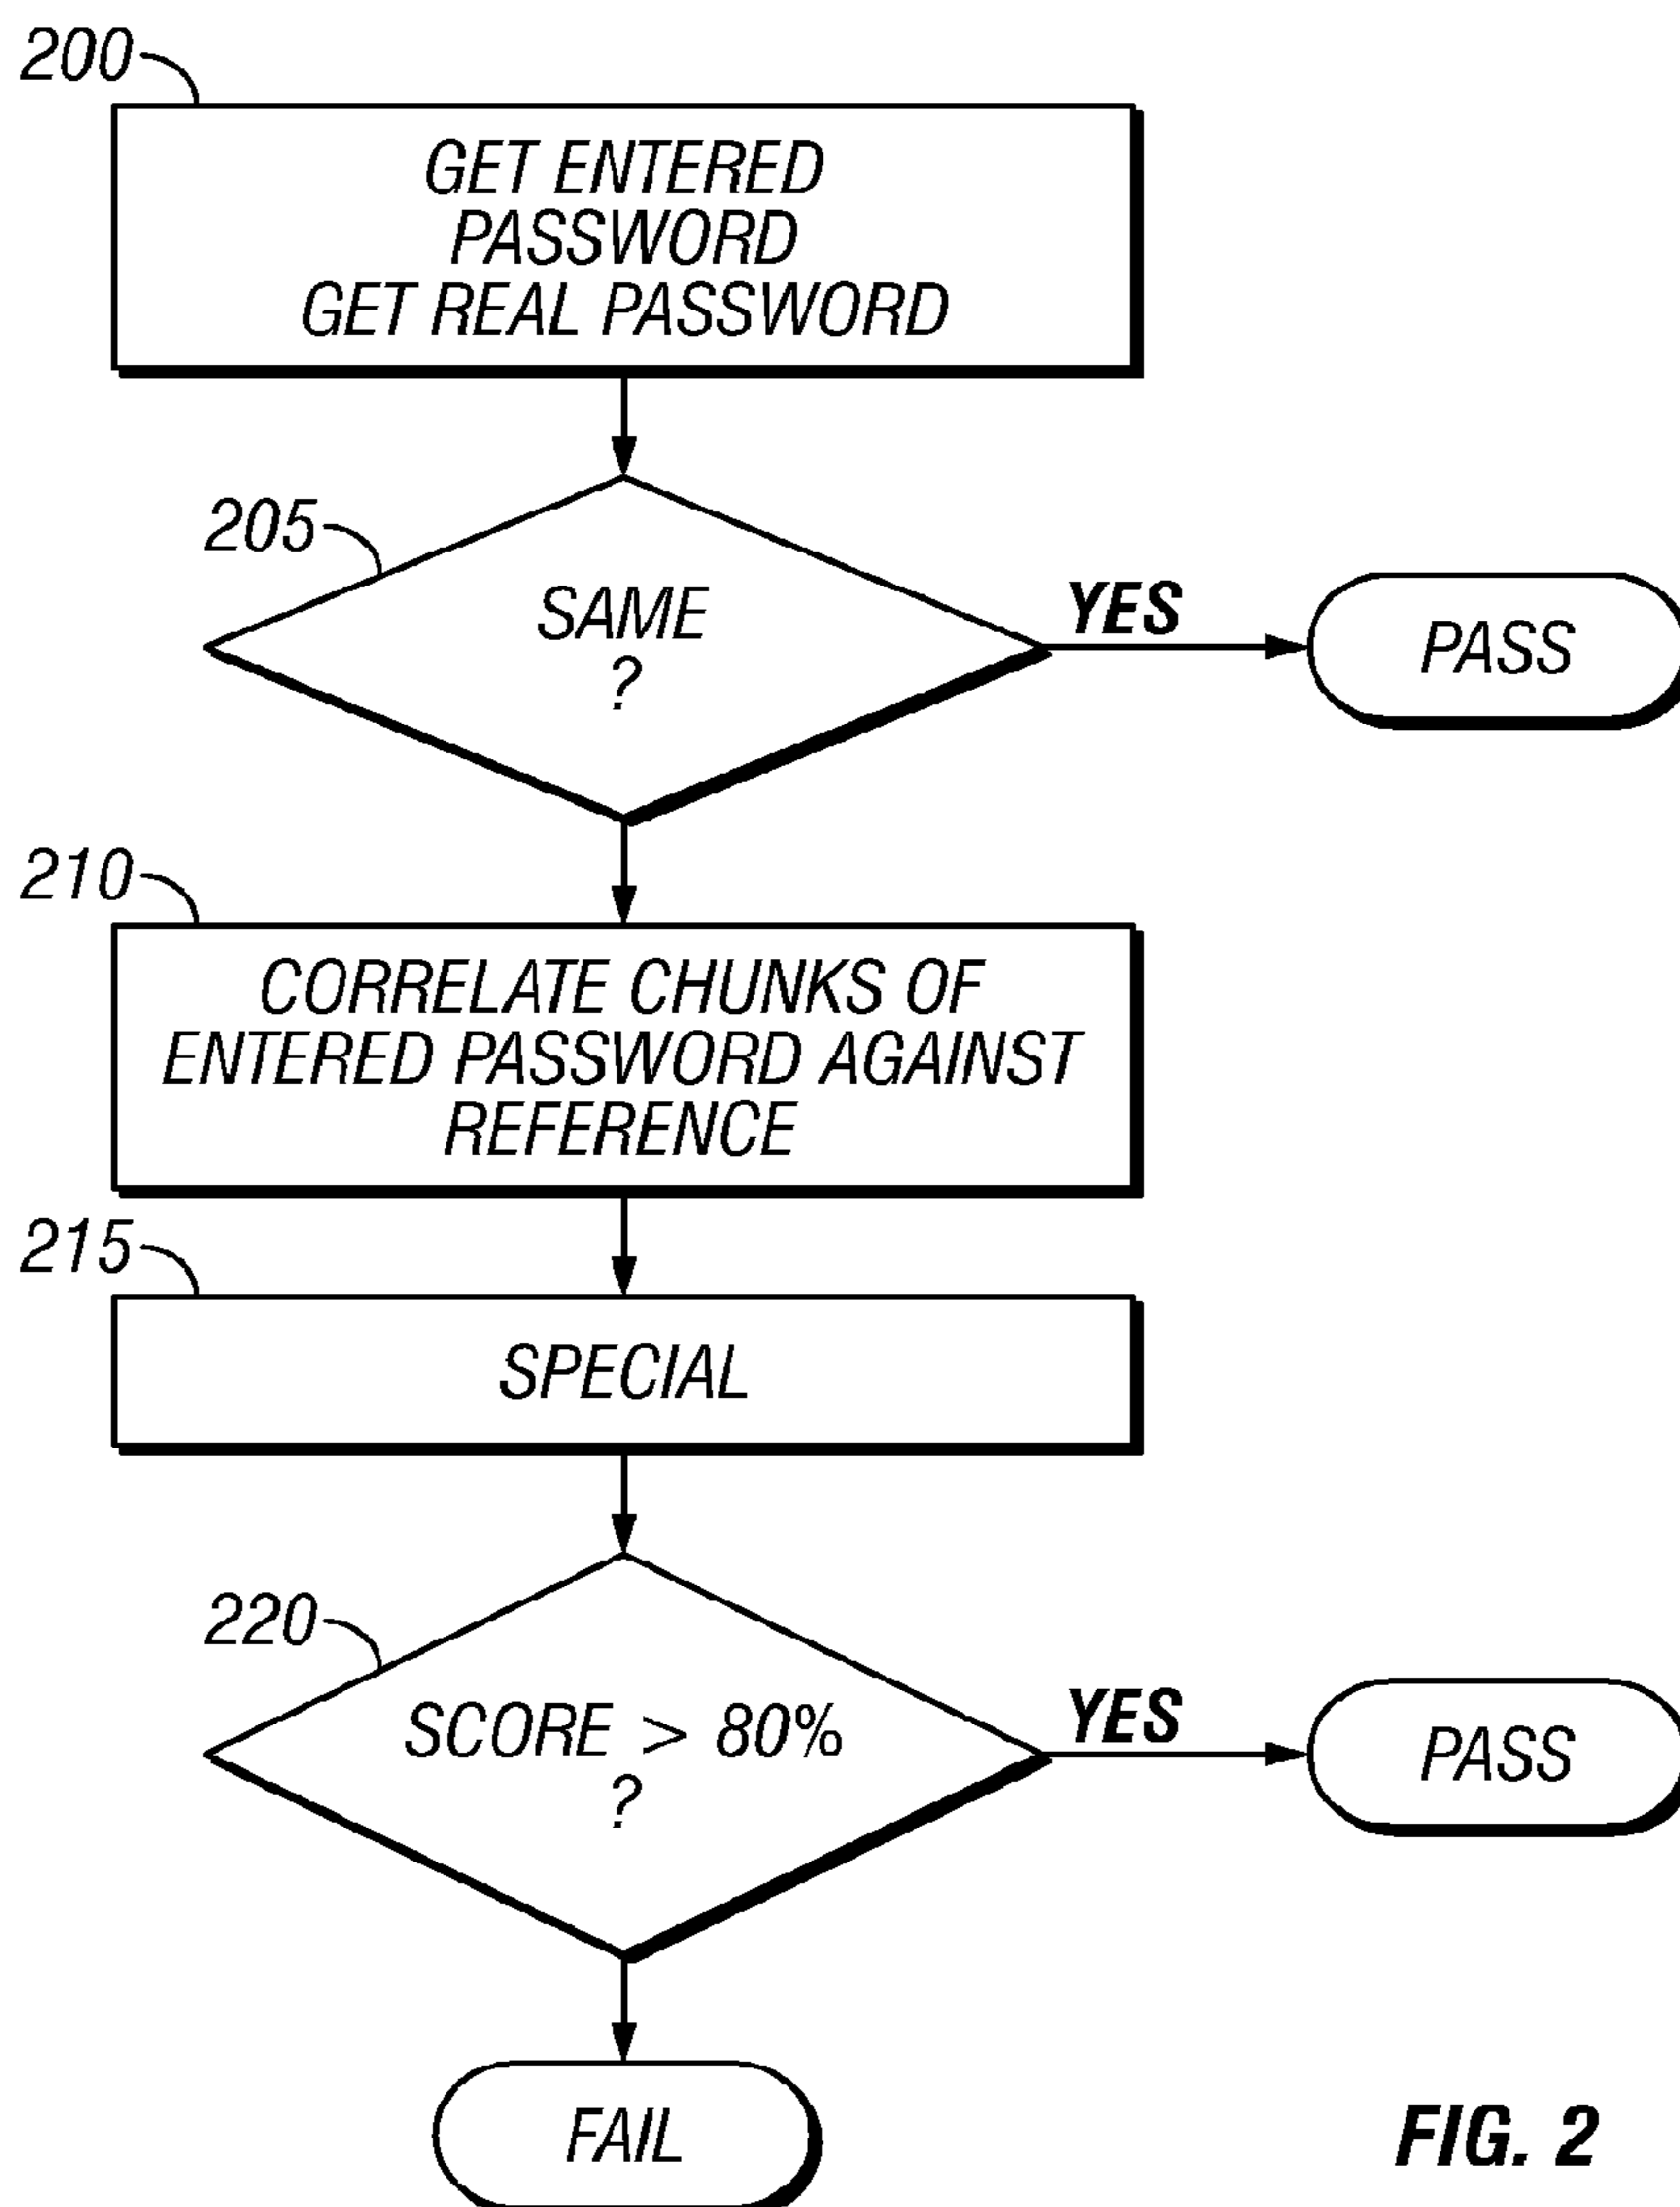 200
GET ENTERED
PASSWORD
GET REAL PASSWORD
205
SAME
?
YES
PASS
210
CORRELATE CHUNKS OF
ENTERED PASSWORD AGAINST
REFERENCE
215
SPECIAL
220
SCORE > 80%
?
YES
PASS
FAIL
FIG. 2